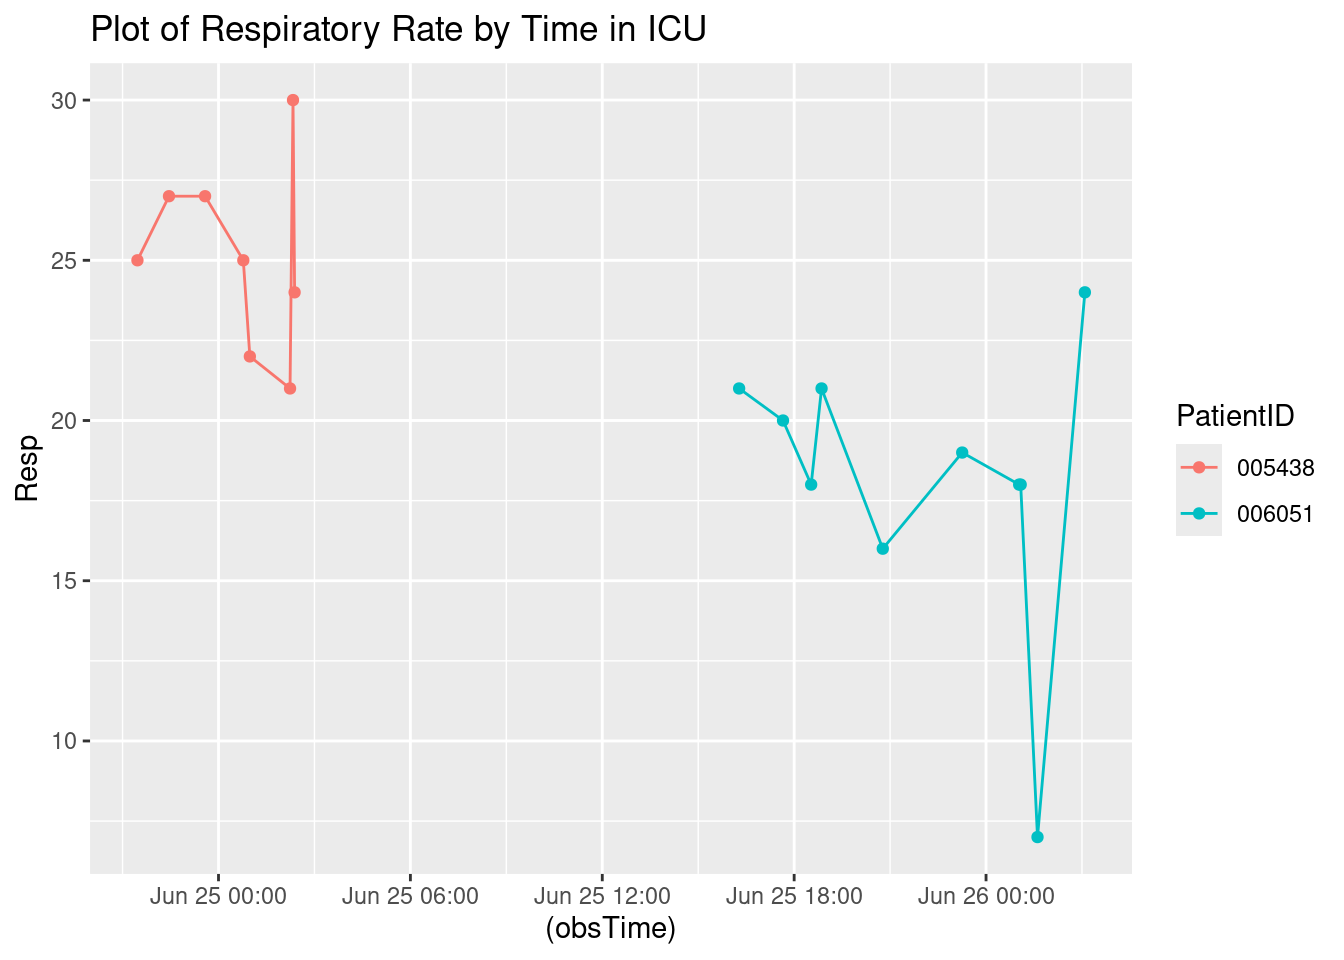 Plot of Respiratory Rate by Time in ICU
30
25
20
15
10
Resp
Jun 25 00:00
Jun 25 06:00
Jun 25 12:00
Jun 25 18:00
Jun 26 00:00
(obsTime)
PatientID
005438
006051